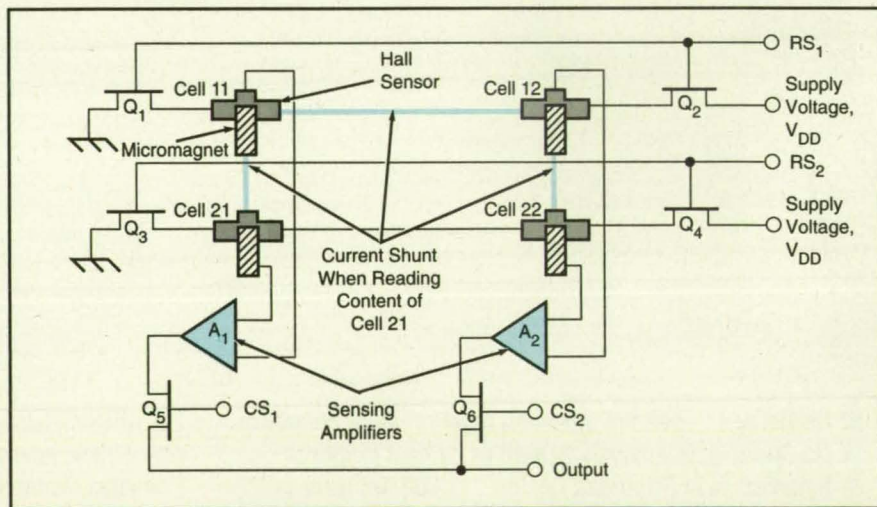 RS1
Hall
Sensor
Cell 11
Cell 12
Q1
Q2
Supply
Voltage,
VDD
Micromagnet
RS2
Cell 21
Cell 22
Q3
Q4
Supply
Voltage,
VDD
Current Shunt
When Reading
Content of
Cell 21
A1
A2
Q5
CS1
Sensing
Amplifiers
Q6
CS2
Output